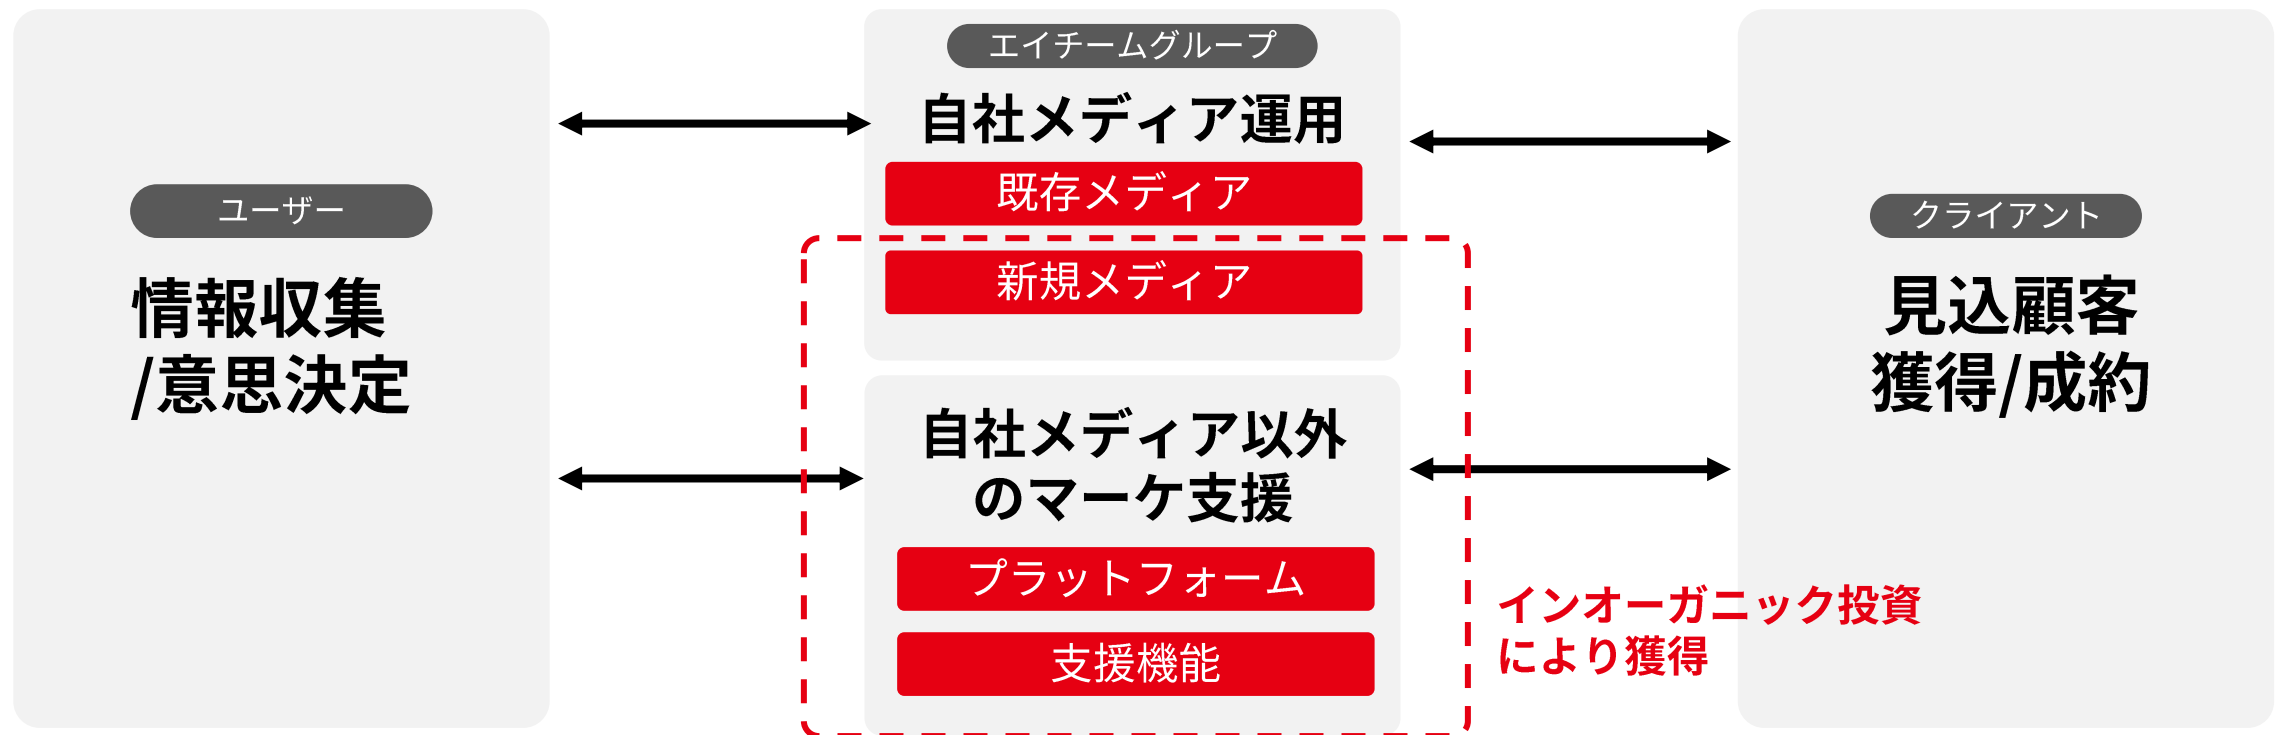 ユーザー
情報収集
/意思決定
エイチームグループ
自社メディア運用
既存メディア
新規メディア
自社メディア以外
のマーケ支援
プラットフォーム
支援機能
インオーガニック投資
により獲得
クライアント
見込顧客
獲得/成約